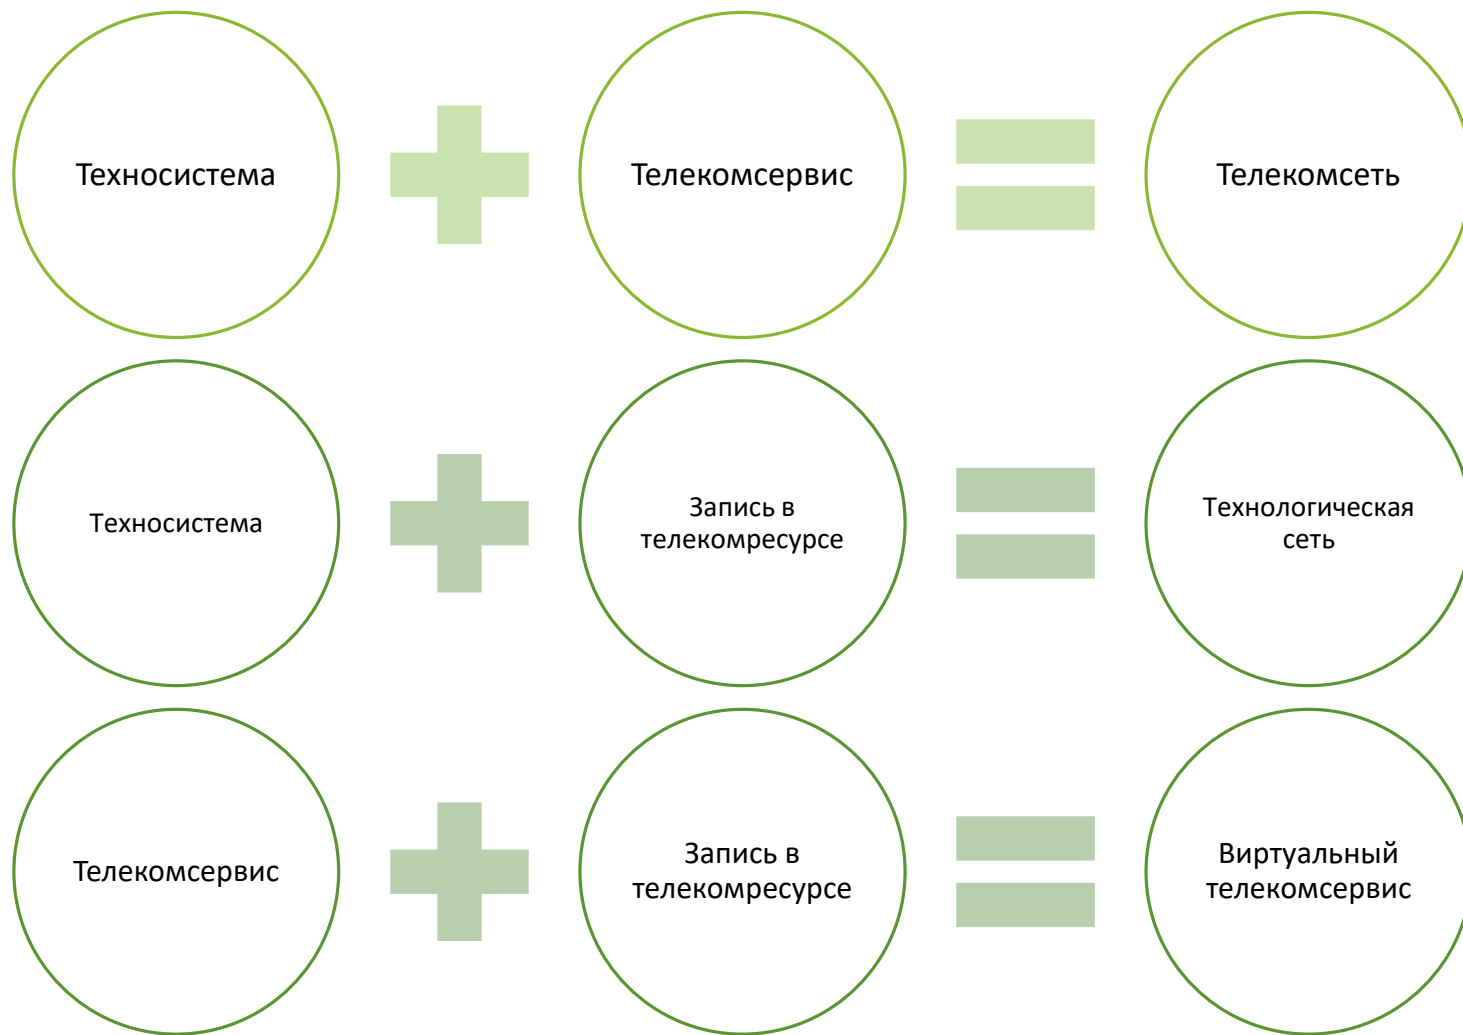 Техносистема
Телекомсервис
Телекомсеть
Техносистема
Запись в
телекомресурсе
Технологическая
сеть
Телекомсервис
Запись в
телекомресурсе
Виртуальный
телекомсервис